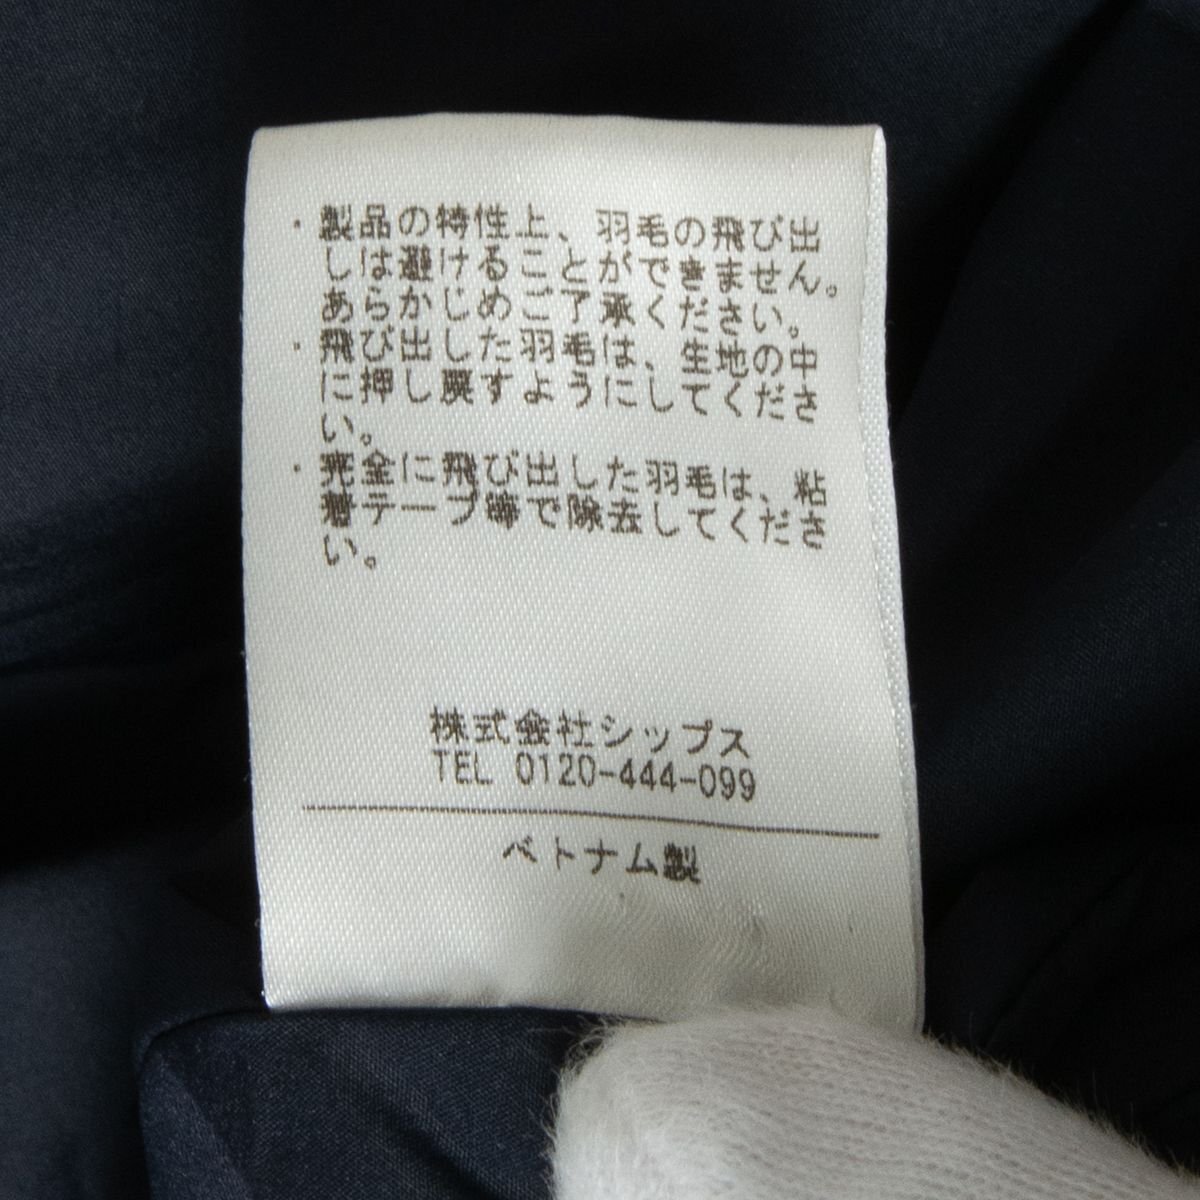 ・製品の特性上、羽毛の飛び出
しは避けることができません。
あらかじめご了承ください。
・飛び出した羽毛は、生地の中
に押し戻すようにしてくださ
い。
・完全に飛び出した羽毛は、粘
着テープ等で除去してくださ
い。
株式会社シップス
TEL 0120-444-099
ベトナム製